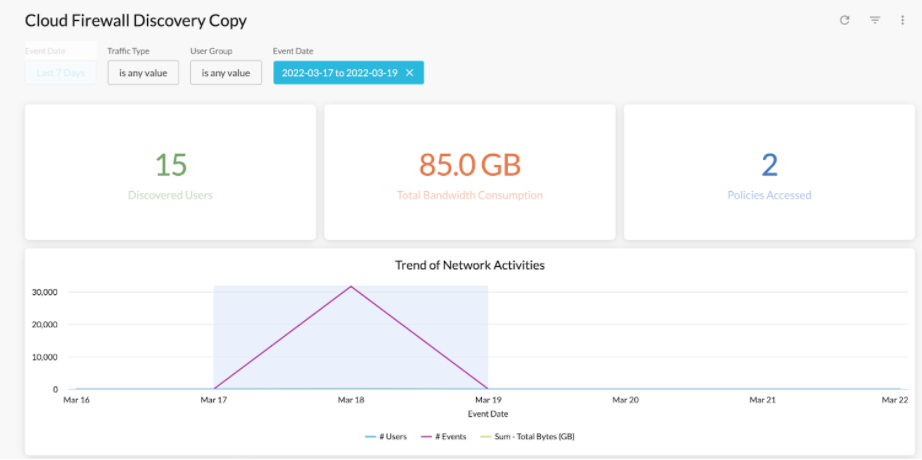 Cloud Firewall Discovery Copy
Event Date Traffic Type User Group Event Date
Last 7 Days is any value is any value 2022-03-17 to 2022-03-19 ×
15 85.0 GB 2
Discovered Users Total Bandwidth Consumption Policies Accessed
Trend of Network Activities
30,000
20,000
10,000
0
Mar 16 Mar 17 Mar 18 Mar 19 Mar 20 Mar 21 Mar 22
Event Date
# Users # Events Sum - Total Bytes (GB)